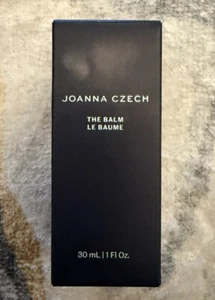 JOANNA CZECH
THE BALM
LE BAUME
30 mL | 1 Fl Oz.